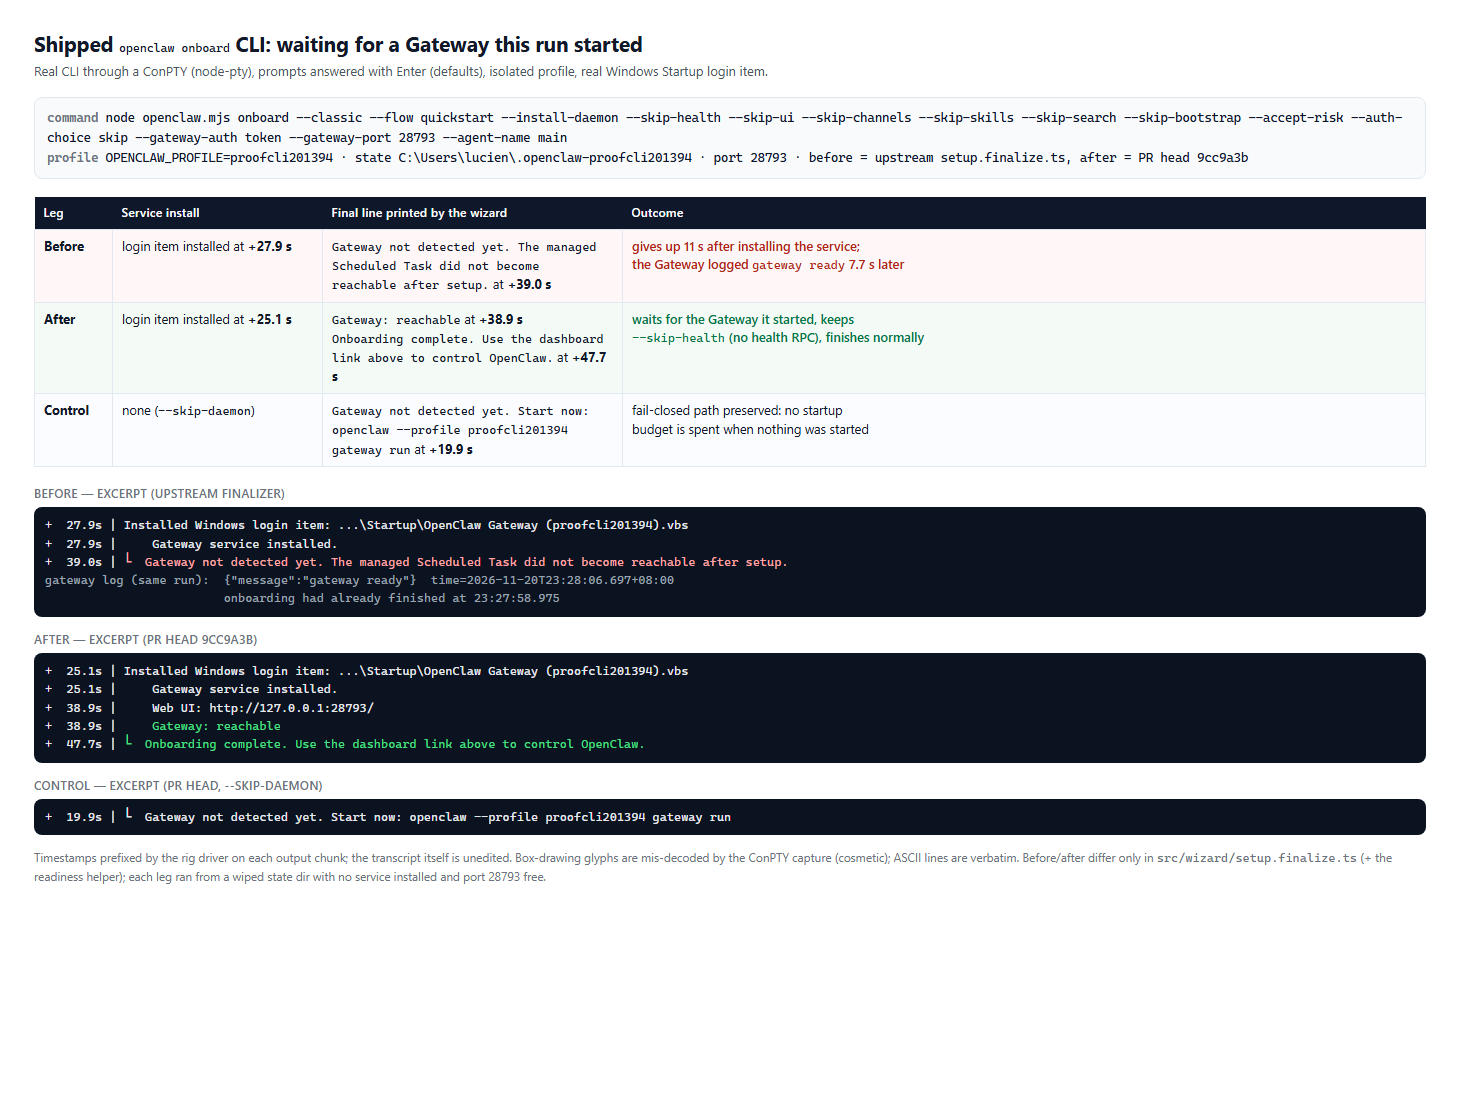 Shipped openclaw onboard CLI: waiting for a Gateway this run started
Real CLI through a ConPTY (node-pty), prompts answered with Enter (defaults), isolated profile, real Windows Startup login item.
command node openclaw.mjs onboard --classic --flow quickstart --install-daemon --skip-health --skip-ui --skip-channels --skip-skills --skip-search --skip-bootstrap --accept-risk --auth-
choice skip --gateway-auth token --gateway-port 28793 --agent-name main
profile OPENCLAW_PROFILE=proofcli201394 · state C:\Users\lucien\.openclaw-proofcli201394 · port 28793 · before = upstream setup.finalize.ts, after = PR head 9cc9a3b
Leg Service install Final line printed by the wizard Outcome
Before login item installed at +27.9 s
Gateway not detected yet. The managed
Scheduled Task did not become
reachable after setup. at +39.0 s
gives up 11 s after installing the service;
the Gateway logged gateway ready 7.7 s later
After login item installed at +25.1 s
Gateway: reachable at +38.9 s
Onboarding complete. Use the dashboard
link above to control OpenClaw. at +47.7
s
waits for the Gateway it started, keeps
--skip-health (no health RPC), finishes normally
Control none (--skip-daemon)
Gateway not detected yet. Start now:
openclaw --profile proofcli201394
gateway run at +19.9 s
fail-closed path preserved: no startup
budget is spent when nothing was started
BEFORE — EXCERPT (UPSTREAM FINALIZER)
+  27.9s | Installed Windows login item: ...\Startup\OpenClaw Gateway (proofcli201394).vbs
+  27.9s |     Gateway service installed.
+  39.0s | └  Gateway not detected yet. The managed Scheduled Task did not become reachable after setup.
gateway log (same run):  {"message":"gateway ready"}  time=2026-11-20T23:28:06.697+08:00
onboarding had already finished at 23:27:58.975
AFTER — EXCERPT (PR HEAD 9CC9A3B)
+  25.1s | Installed Windows login item: ...\Startup\OpenClaw Gateway (proofcli201394).vbs
+  25.1s |     Gateway service installed.
+  38.9s |     Web UI: http://127.0.0.1:28793/
+  38.9s |     Gateway: reachable
+  47.7s | └  Onboarding complete. Use the dashboard link above to control OpenClaw.
CONTROL — EXCERPT (PR HEAD, --SKIP-DAEMON)
+  19.9s | └  Gateway not detected yet. Start now: openclaw --profile proofcli201394 gateway run
Timestamps prefixed by the rig driver on each output chunk; the transcript itself is unedited. Box-drawing glyphs are mis-decoded by the ConPTY capture (cosmetic); ASCII lines are verbatim. Before/after differ only in src/wizard/setup.finalize.ts (+ the
readiness helper); each leg ran from a wiped state dir with no service installed and port 28793 free.